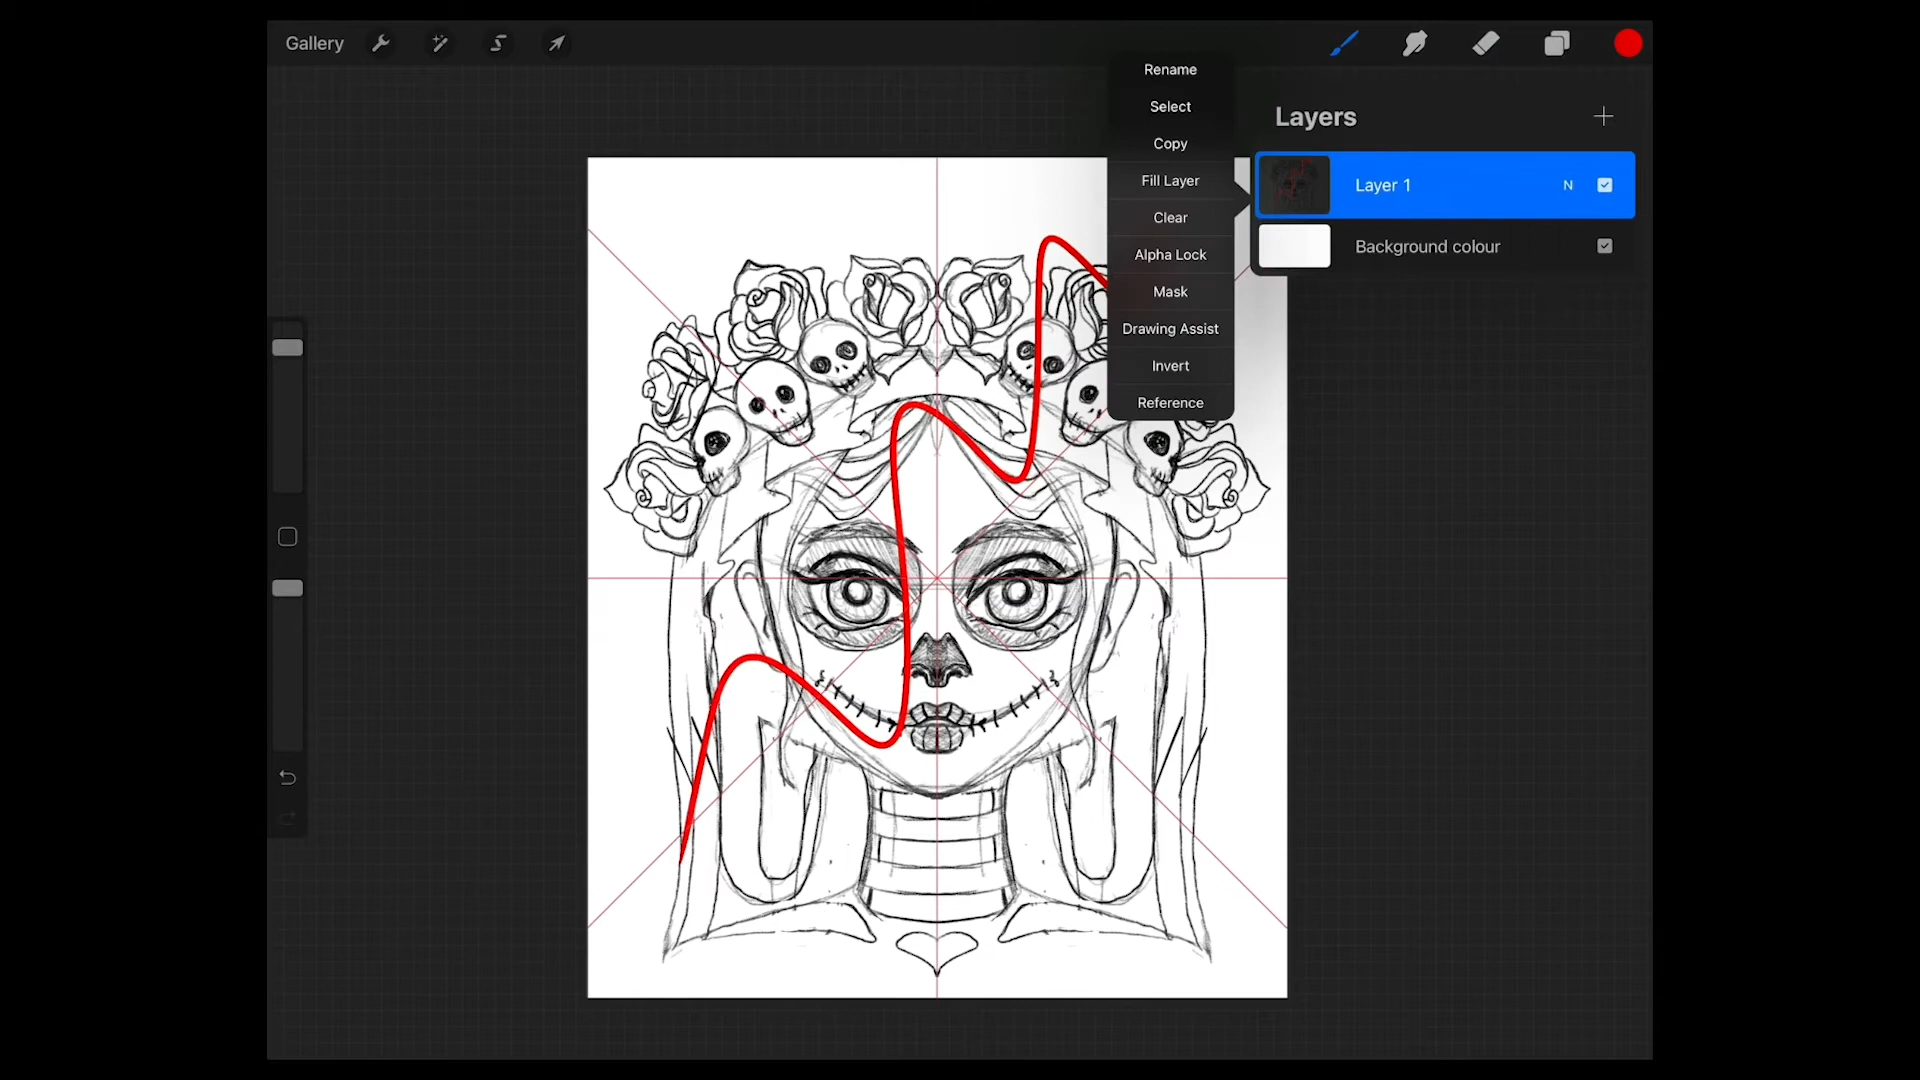 Gallery
Rename
Select
Copy
Fill Layer
Clear
Alpha Lock
Mask
Drawing Assist
Invert
Reference
Layers
Layer 1
N
Background colour